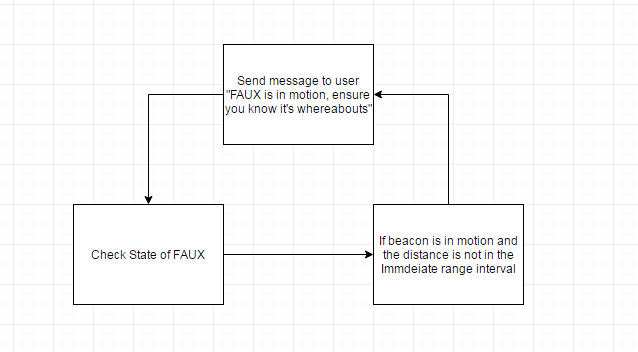 Send message to user
"FAUX is in motion, ensure
you know it's whereabouts"
Check State of FAUX
If beacon is in motion and
the distance is not in the
Immdeiate range interval